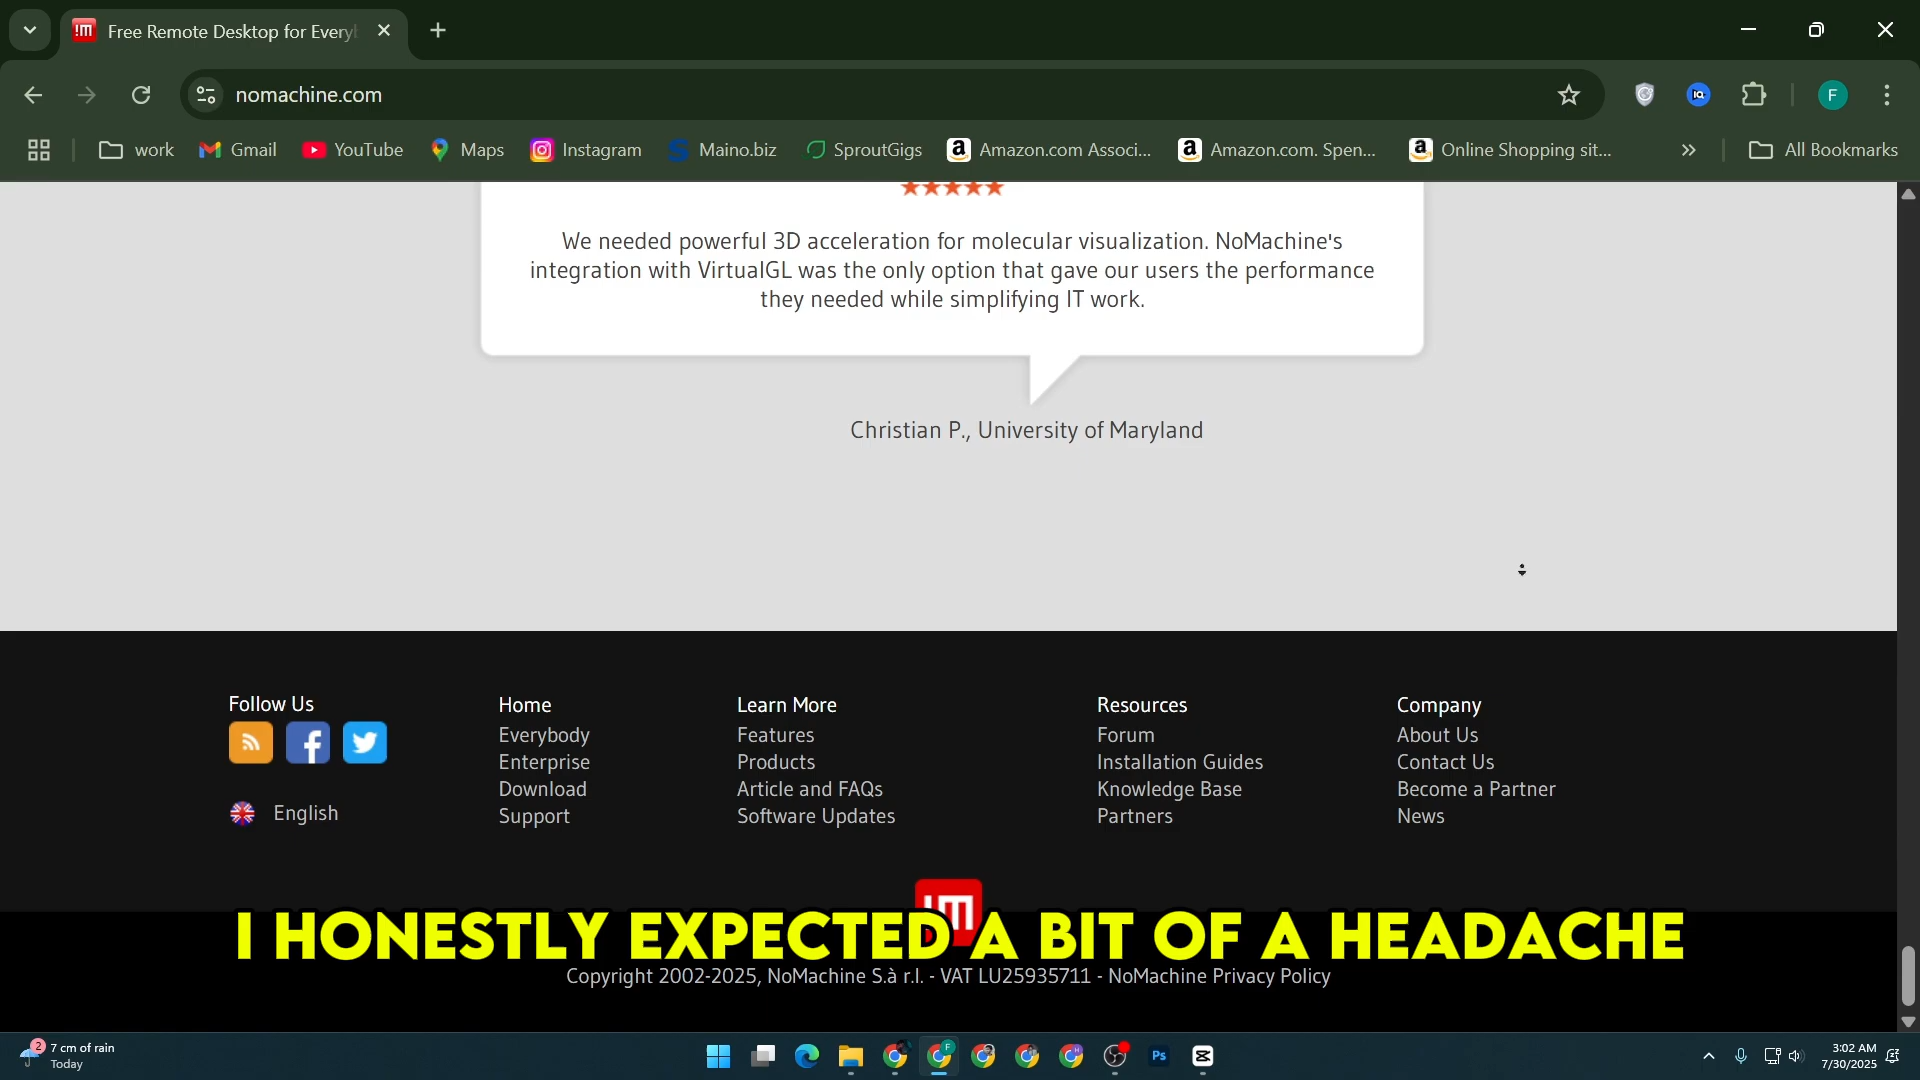 Free Remote Desktop for Every
nomachine.com
F
work
Gmail
YouTube
Maps
Instagram
Maino.biz
SproutGigs
Amazon.com Associ...
Amazon.com. Spen...
Online Shopping sit...
All Bookmarks
We needed powerful 3D acceleration for molecular visualization. NoMachine's
integration with VirtualGL was the only option that gave our users the performance
they needed while simplifying IT work.
Christian P., University of Maryland
Follow Us
English
Home
Everybody
Enterprise
Download
Support
Learn More
Features
Products
Article and FAQs
Software Updates
Resources
Forum
Installation Guides
Knowledge Base
Partners
Company
About Us
Contact Us
Become a Partner
News
I HONESTLY EXPECTED A BIT OF A HEADACHE
Copyright 2002-2025, NoMachine S.à r.l. - VAT LU25935711 - NoMachine Privacy Policy
2
7 cm of rain
Today
F
Ps
3:02 AM
7/30/2025